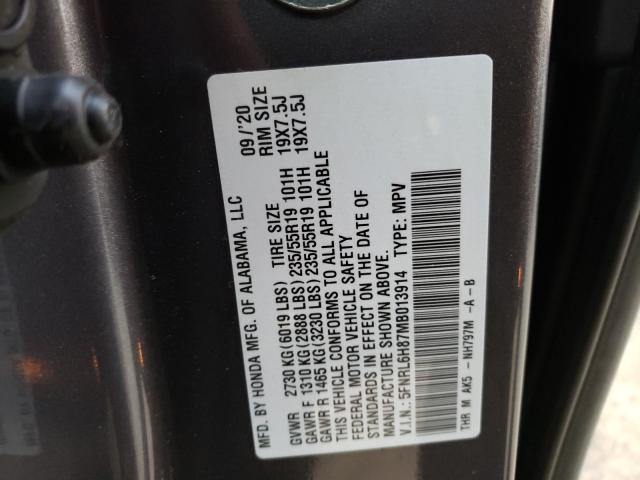 MFD. BY HONDA MFG. OF ALABAMA, LLC 09/'20
GVWR 2730 KG(6019 LBS) TIRE SIZE RIM SIZE
GAWR F 1310 KG(2888 LBS)235/55R19 101H 19X7.5J
GAWR R 1465 KG(3230 LBS)235/55R19 101H 19X7.5J
THIS VEHICLE CONFORMS TO ALL APPLICABLE
FEDERAL MOTOR VEHICLE SAFETY
STANDARDS IN EFFECT ON THE DATE OF
MANUFACTURE SHOWN ABOVE.
V.I.N.: 5FNRL6H87MB013914 TYPE: MPV
THR M AK5 -NH797M -A-B